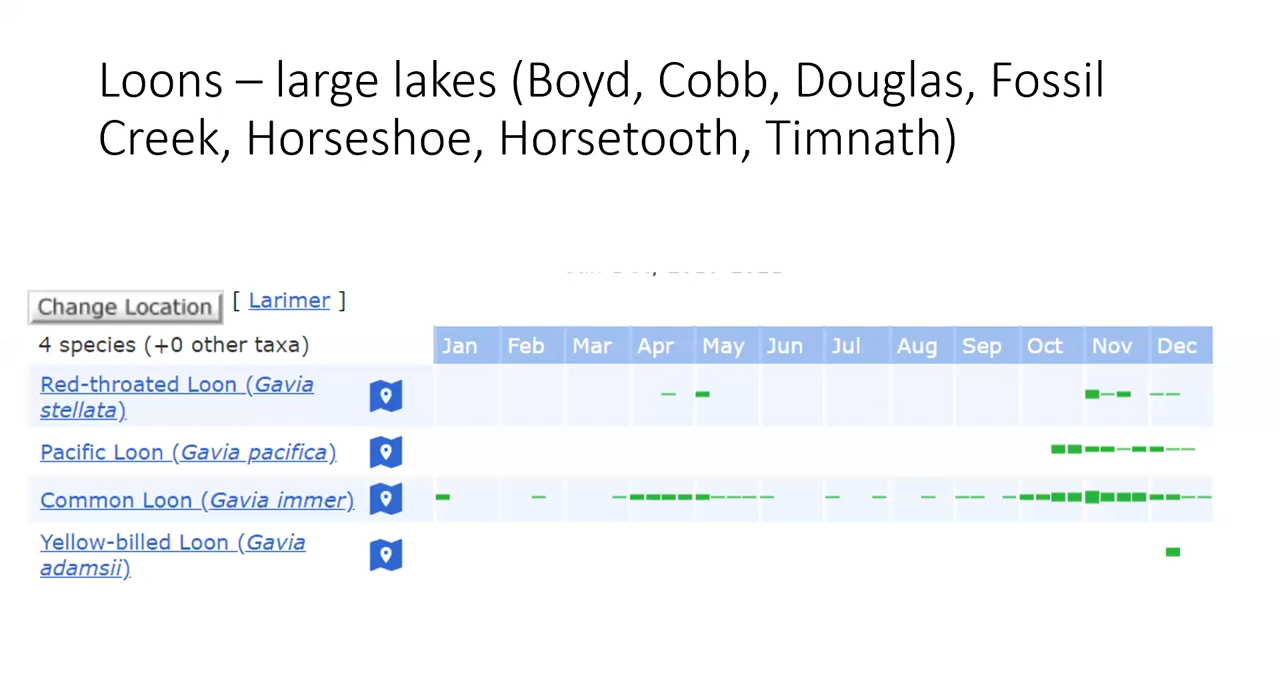 Loons – large lakes (Boyd, Cobb, Douglas, Fossil
Creek, Horseshoe, Horsetooth, Timnath)
Change Location [ Larimer ]
4 species (+0 other taxa)
Jan Feb Mar Apr May Jun Jul Aug Sep Oct Nov Dec
Red-throated Loon (Gavia
stellata)
Pacific Loon (Gavia pacifica)
Common Loon (Gavia immer)
Yellow-billed Loon (Gavia
adamsii)